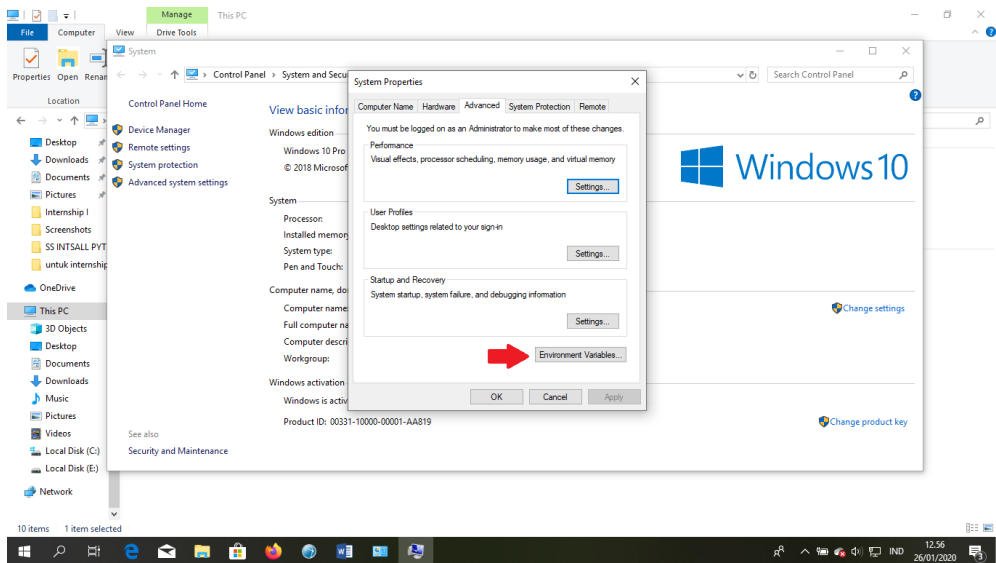 Manage
This PC
File
Computer
View
Drive Tools
System
Properties
Open
Location
Control Panel
System and
Search Control Panel
Control Panel Home
Device Manager
Remote settings
System protection
Advanced system settings
See also
Security and Maintenance
View basic
Windows edition
Windows 10 Pro
© 2018
System
Processor:
Installed
System type:
Pen and Touch:
Computer name,
Computer name
Full computer
Computer
Workgroup:
Windows activation
Windows is
Product ID: 00331-10000-00001-AA819
Windows 10
Change settings
Change product key
System Properties
Computer Name
Hardware
Advanced
System Protection
Remote
You must be logged on as an Administrator to make most of these changes.
Performance
Visual effects, processor scheduling, memory usage, and virtual memory
Settings...
User Profiles
Desktop settings related to your sign-in
Settings...
Startup and Recovery
System startup, system failure, and debugging information
Settings...
Environment Variables...
OK
Cancel
Apply
Desktop
Downloads
Documents
Pictures
Internship I
Screenshots
SS INTSALL PYT
untuk internship
OneDrive
This PC
3D Objects
Desktop
Documents
Downloads
Music
Pictures
Videos
Local Disk (C:)
Local Disk (E:)
Network
10 items
1 item selected
IND
12.56
26/01/2020
3